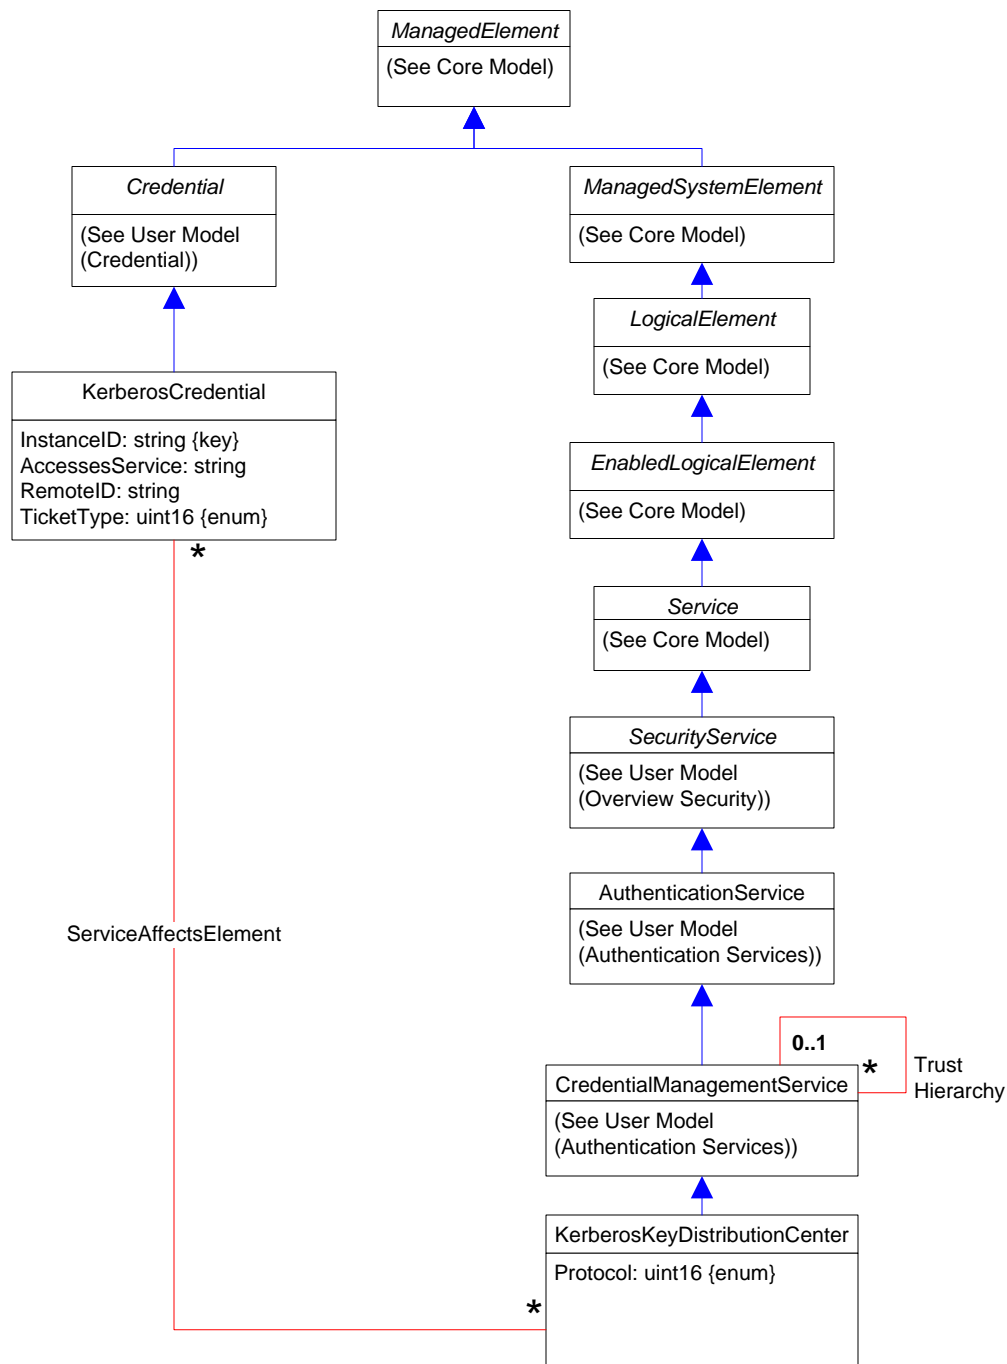 ManagedElement
(See Core Model)
Credential
(See User Model
(Credential))
ManagedSystemElement
(See Core Model)
LogicalElement
(See Core Model)
KerberosCredential
InstanceID: string {key}
AccessesService: string
RemoteID: string
TicketType: uint16 {enum}
*
EnabledLogicalElement
(See Core Model)
Service
(See Core Model)
SecurityService
(See User Model
(Overview Security))
AuthenticationService
(See User Model
(Authentication Services))
ServiceAffectsElement
0..1
*
Trust
Hierarchy
CredentialManagementService
(See User Model
(Authentication Services))
KerberosKeyDistributionCenter
Protocol: uint16 {enum}
*